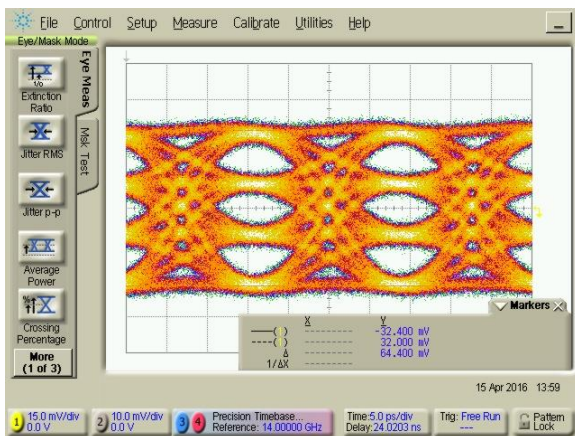 File Control Setup Measure Calibrate Utilities Help
Eye/Mask Mode
Eye Meas
Msk Test
Extinction
Ratio
Jitter RMS
Jitter p-p
Average
Power
Crossing
Percentage
More
(1 of 3)
Markers
X Y
-32.400 mV
32.000 mV
Δ 64.400 mV
1/ΔX
15 Apr 2016 13:59
1 15.0 mV/div
0.0 V
2 10.0 mV/div
0.0 V
3 4 Precision Timebase...
Reference: 14.00000 GHz
Time:5.0 ps/div
Delay:24.0203 ns
Trig: Free Run
---
Pattern
Lock